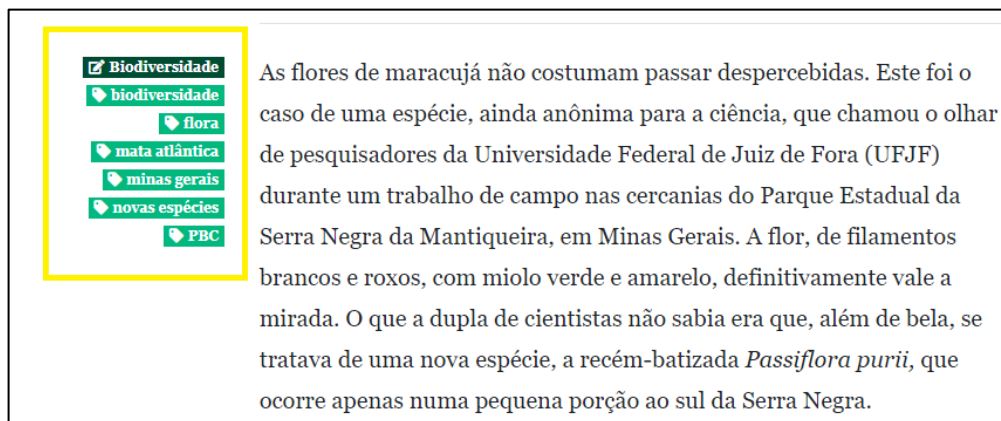 Biodiversidade
biodiversidade
flora
mata atlântica
minas gerais
novas espécies
PBC
As flores de maracujá não costumam passar despercebidas. Este foi o
caso de uma espécie, ainda anônima para a ciência, que chamou o olhar
de pesquisadores da Universidade Federal de Juiz de Fora (UFJF)
durante um trabalho de campo nas cercanias do Parque Estadual da
Serra Negra da Mantiqueira, em Minas Gerais. A flor, de filamentos
brancos e roxos, com miolo verde e amarelo, definitivamente vale a
mirada. O que a dupla de cientistas não sabia era que, além de bela, se
tratava de uma nova espécie, a recém-batizada Passiflora purii, que
ocorre apenas numa pequena porção ao sul da Serra Negra.